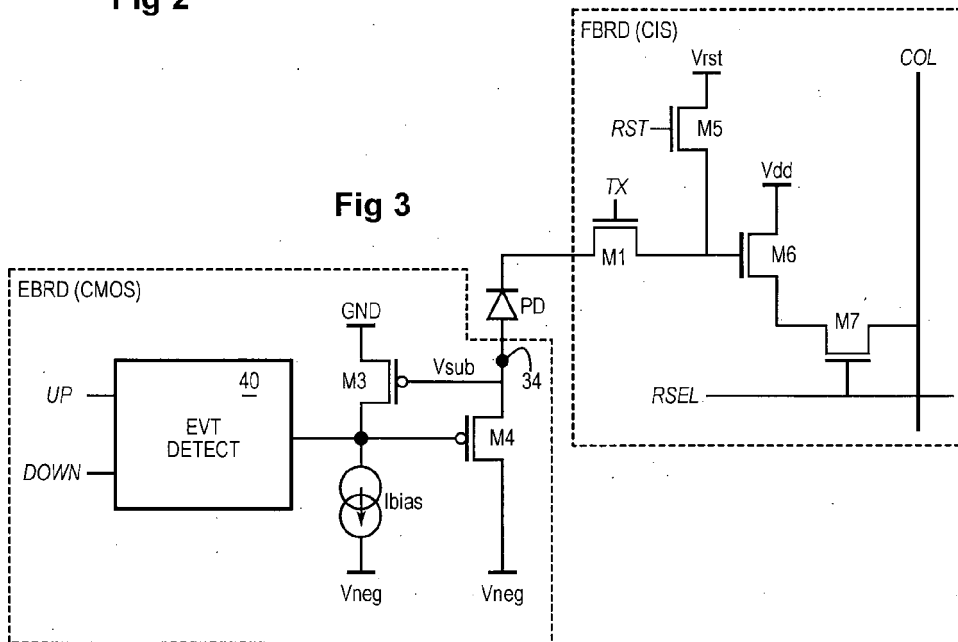 Fig 2
FBRD (CIS)
Vrst
COL
RST
M5
Vdd
Fig 3
TX
M1
M6
EBRD (CMOS)
GND
PD
M7
M3
Vsub
34
UP
40
EVT
DETECT
M4
RSEL
DOWN
Ibias
Vneg
Vneg